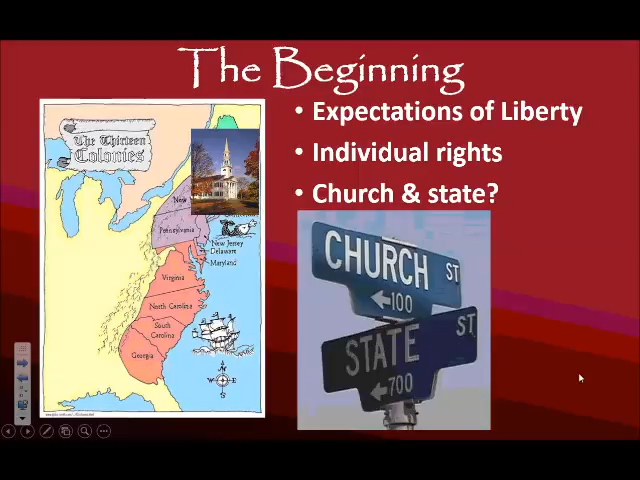 The Beginning
• Expectations of Liberty
• Individual rights
• Church & state?
The Thirteen
Colonies
New
Pennsylvania
New Jersey
Delaware
Maryland
Virginia
North Carolina
South
Carolina
Georgia
N
W
E
S
CHURCH ST
100
STATE ST
700